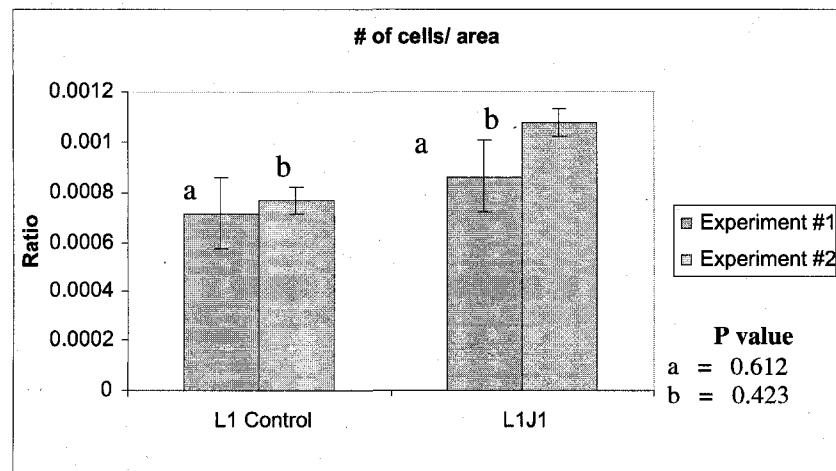 # of cells/ area
Ratio
0.0012
0.001
0.0008
0.0006
0.0004
0.0002
0
a
b
a
b
L1 Control
L1J1
Experiment #1
Experiment #2
P value
a = 0.612
b = 0.423